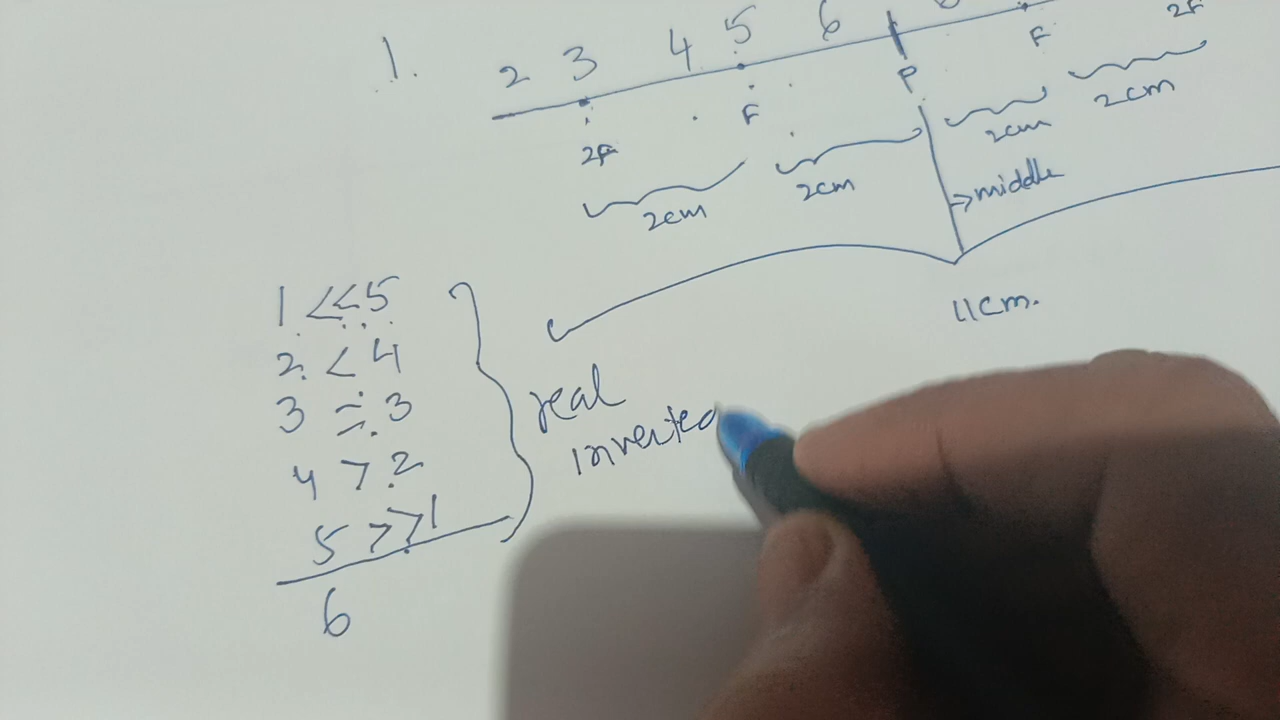 1. 2 3 4 5 6
2F F P F 2F
2cm 2cm 2cm 2cm
→ middle
11cm.
1 << 5
2 < 4
3 = 3
4 > 2
5 >> 1
6
real
inverted